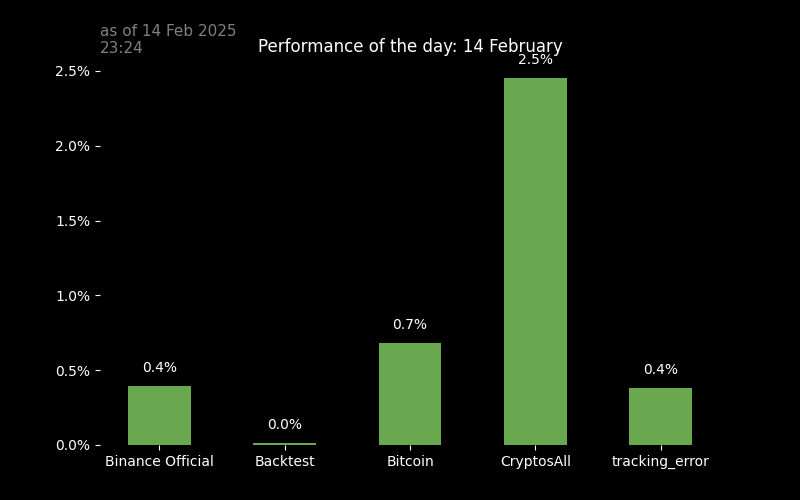 as of 14 Feb 2025
23:24
Performance of the day: 14 February
2.5%
2.0%
1.5%
1.0%
0.5%
0.0%
0.4%
0.0%
0.7%
2.5%
0.4%
Binance Official
Backtest
Bitcoin
CryptosAll
tracking_error